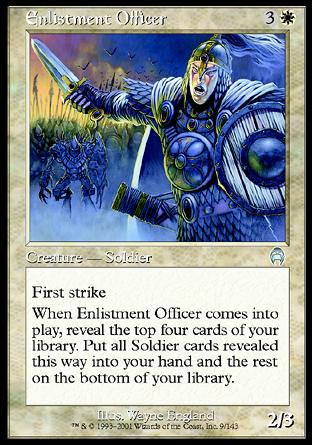 Enlistment Officer 3
Creature — Soldier
First strike
When Enlistment Officer comes into
play, reveal the top four cards of your
library. Put all Soldier cards revealed
this way into your hand and the rest
on the bottom of your library.
Illus. Wayne England
2/3
™ & © 1993–2001 Wizards of the Coast, Inc. 9/143